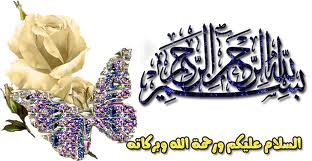 بسم الله الرحمن الرحيم
السلام عليكم ورحمة الله وبركاته